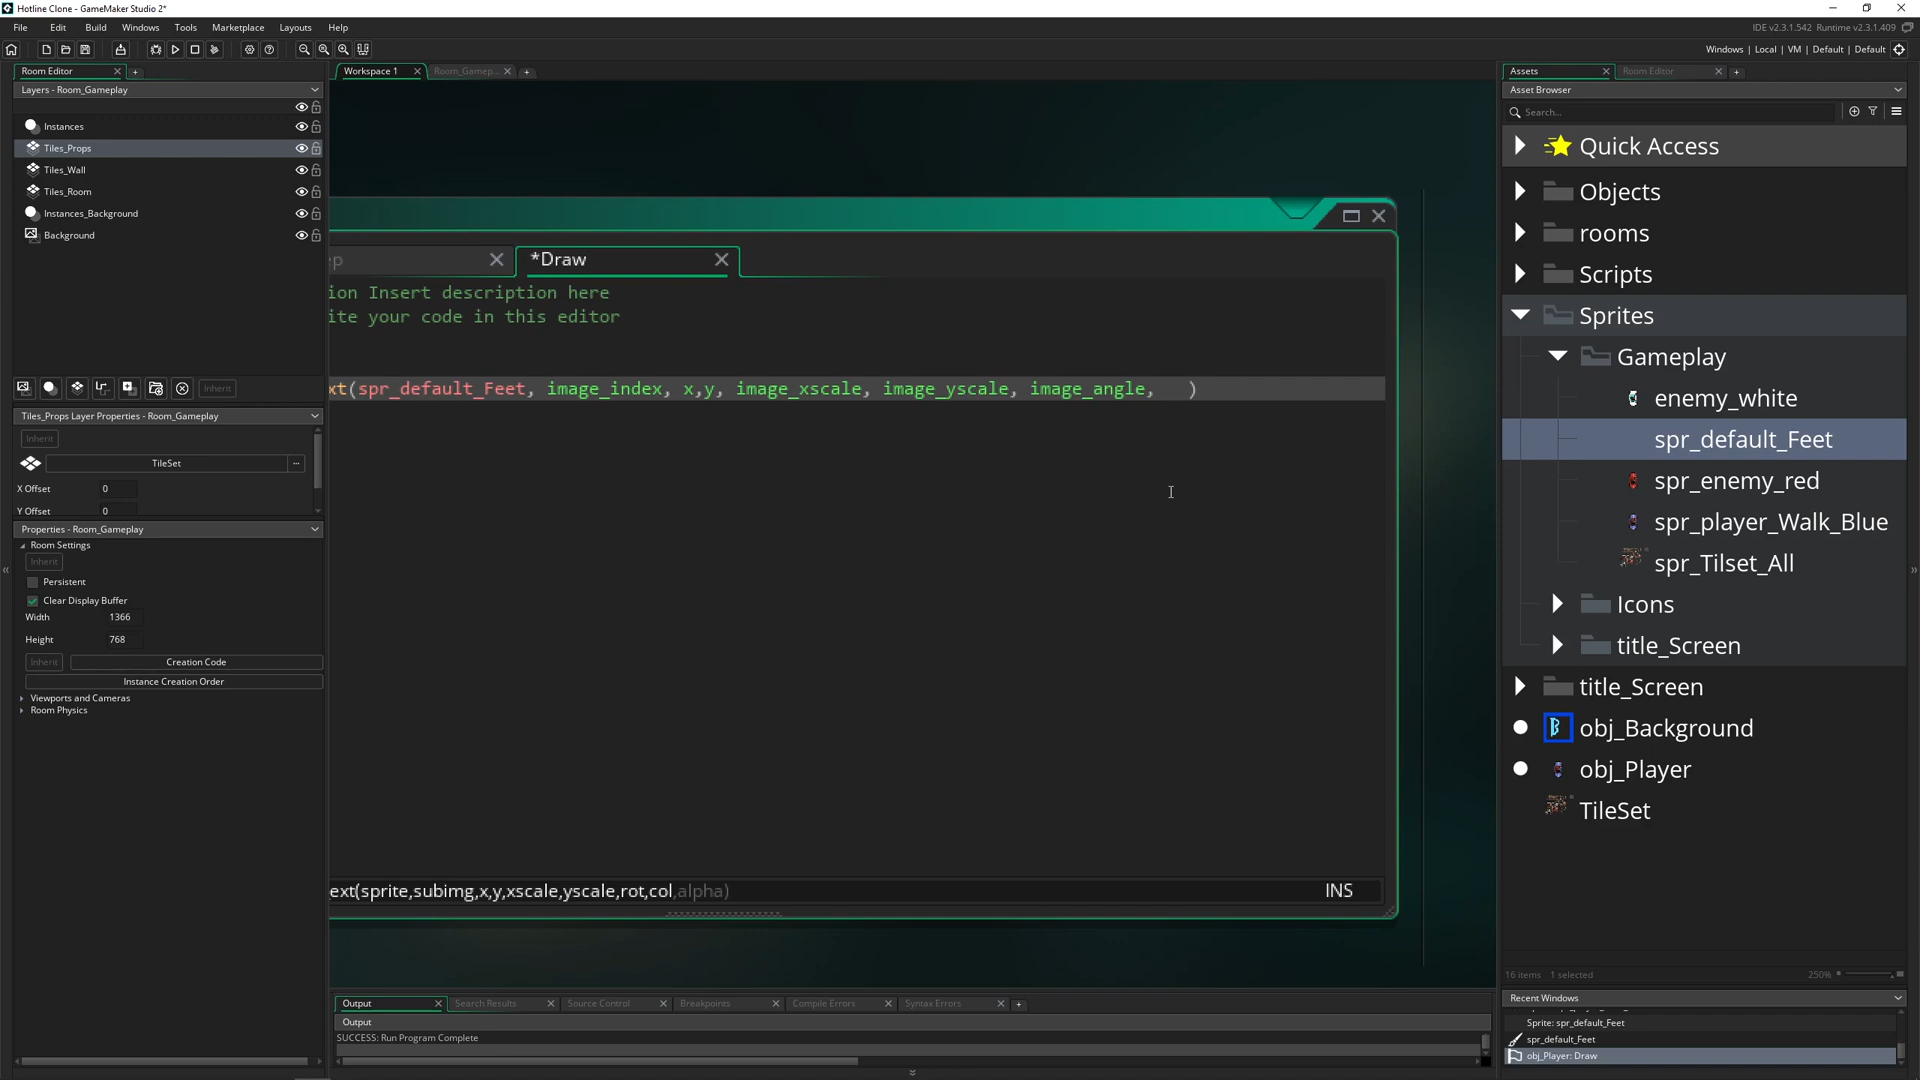 Hotline Clone - GameMaker Studio 2*
File Edit Build Windows Tools Marketplace Layouts Help
IDE v2.3.1.542 Runtime v2.3.1.409
Windows | Local | VM | Default | Default
Room Editor
Layers - Room_Gameplay
Instances
Tiles_Props
Tiles_Wall
Tiles_Room
Instances_Background
Background
Inherit
Tiles_Props Layer Properties - Room_Gameplay
Inherit
TileSet
...
X Offset 0
Y Offset 0
Properties - Room_Gameplay
Room Settings
Inherit
Persistent
Clear Display Buffer
Width 1366
Height 768
Inherit Creation Code
Instance Creation Order
Viewports and Cameras
Room Physics
Workspace 1 Room_Gamep...
p *Draw
ion Insert description here
ite your code in this editor
xt(spr_default_Feet, image_index, x,y, image_xscale, image_yscale, image_angle, )
ext(sprite,subimg,x,y,xscale,yscale,rot,col,alpha) INS
Output Search Results Source Control Breakpoints Compile Errors Syntax Errors
Output
SUCCESS: Run Program Complete
Assets Room Editor
Asset Browser
Search...
Quick Access
Objects
rooms
Scripts
Sprites
Gameplay
enemy_white
spr_default_Feet
spr_enemy_red
spr_player_Walk_Blue
spr_Tilset_All
Icons
title_Screen
title_Screen
obj_Background
obj_Player
TileSet
16 items 1 selected 250%
Recent Windows
Sprite: spr_default_Feet
spr_default_Feet
obj_Player: Draw